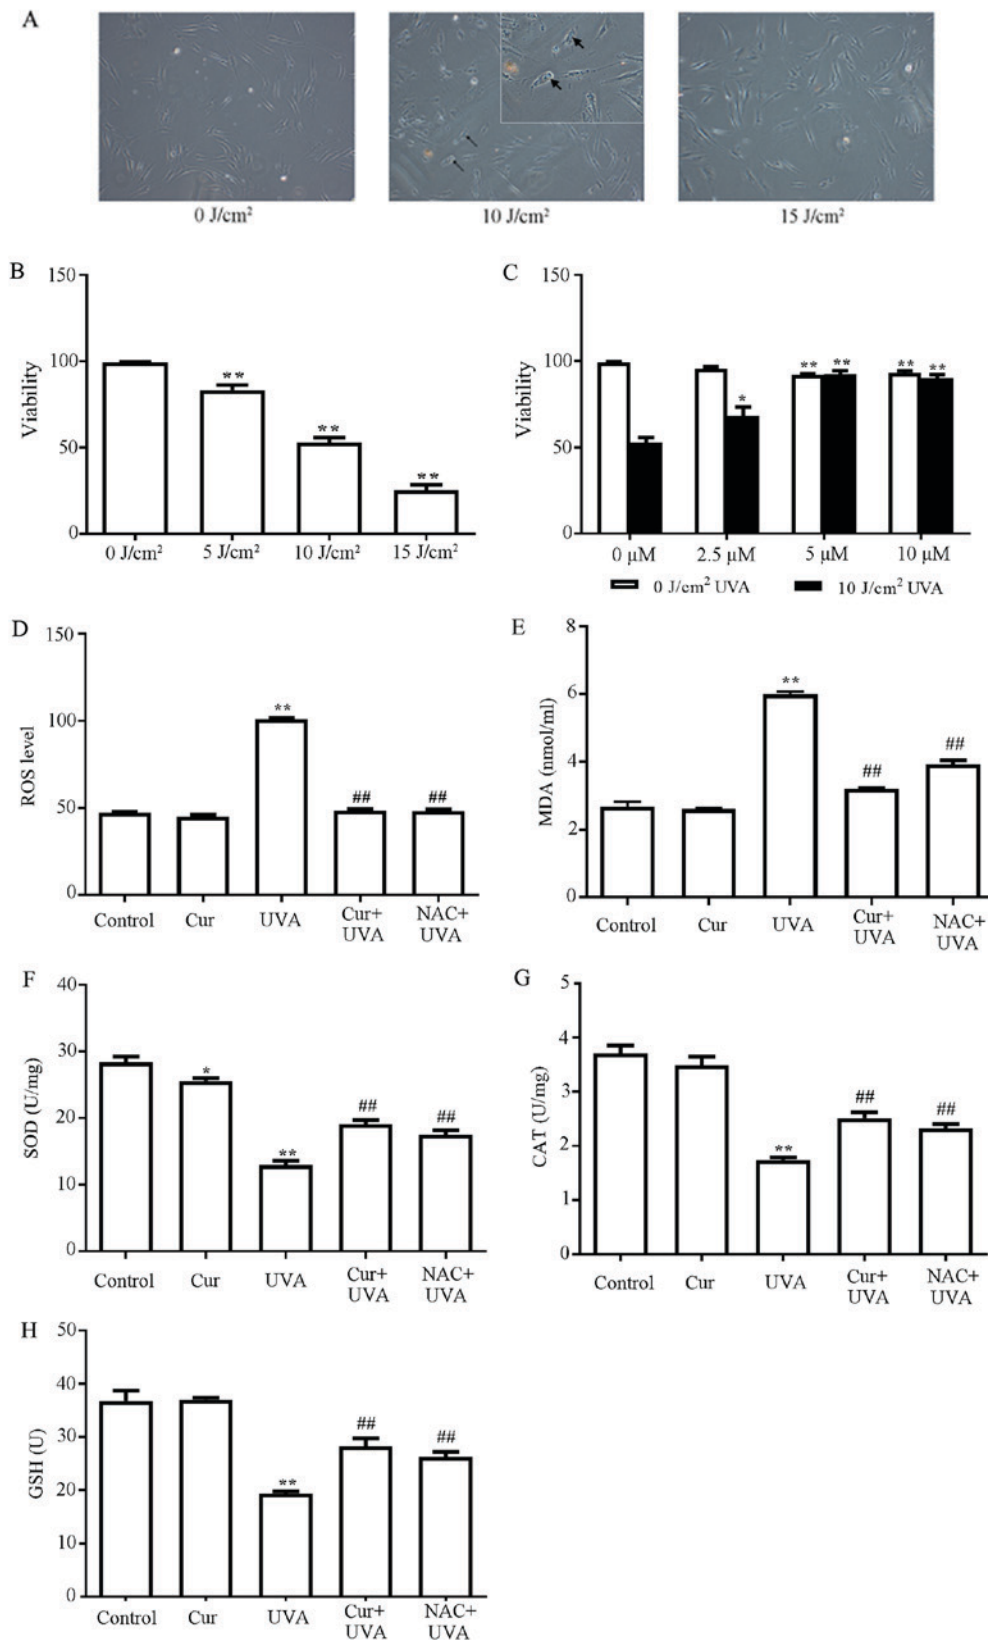 A
0 J/cm²
10 J/cm²
15 J/cm²
B
150
100
50
0
Viability
**
**
**
0 J/cm²
5 J/cm²
10 J/cm²
15 J/cm²
C
150
100
50
0
Viability
*
**
**
**
**
0 μM
2.5 μM
5 μM
10 μM
0 J/cm² UVA
10 J/cm² UVA
D
150
100
50
0
ROS level
**
##
##
Control
Cur
UVA
Cur+
UVA
NAC+
UVA
E
8
6
4
2
0
MDA (nmol/ml)
**
##
##
Control
Cur
UVA
Cur+
UVA
NAC+
UVA
F
40
30
20
10
0
SOD (U/mg)
*
**
##
##
Control
Cur
UVA
Cur+
UVA
NAC+
UVA
G
5
4
3
2
1
0
CAT (U/mg)
**
##
##
Control
Cur
UVA
Cur+
UVA
NAC+
UVA
H
50
40
30
20
10
0
GSH (U)
**
##
##
Control
Cur
UVA
Cur+
UVA
NAC+
UVA